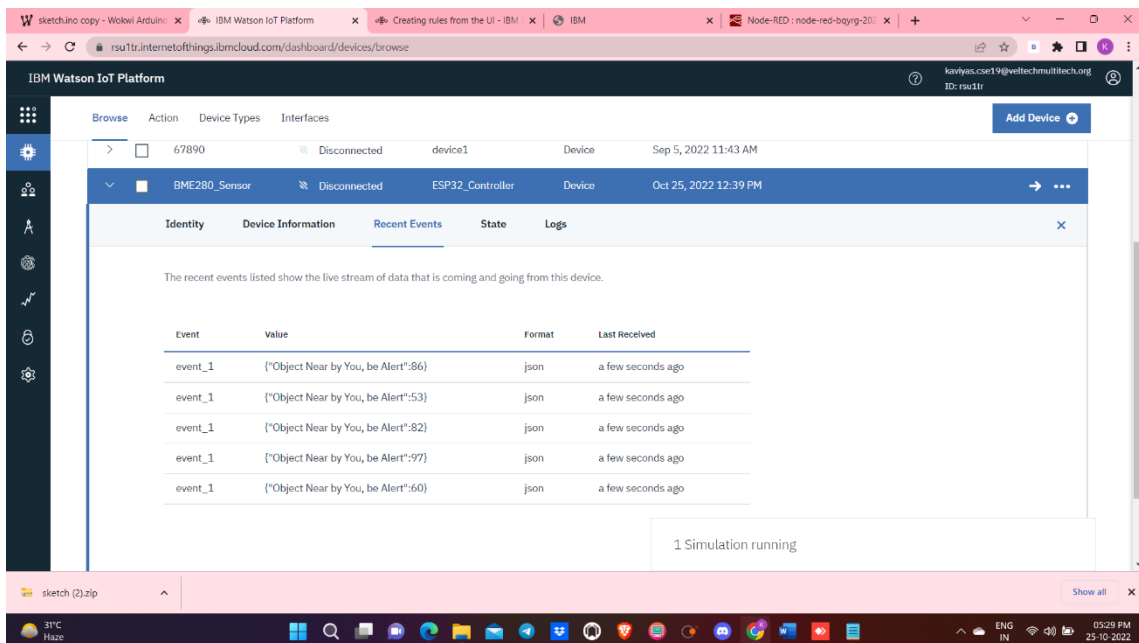 sketch.ino copy - Wokwi Arduino
IBM Watson IoT Platform
Creating rules from the UI - IBM
IBM
Node-RED : node-red-bqyrg-202
rsu1tr.internetofthings.ibmcloud.com/dashboard/devices/browse
K
IBM Watson IoT Platform
kaviyas.cse19@veltechmultitech.org
ID: rsu1tr
Browse Action Device Types Interfaces
Add Device
67890 Disconnected device1 Device Sep 5, 2022 11:43 AM
BME280_Sensor Disconnected ESP32_Controller Device Oct 25, 2022 12:39 PM
Identity Device Information Recent Events State Logs
The recent events listed show the live stream of data that is coming and going from this device.
Event Value Format Last Received
event_1 {"Object Near by You, be Alert":86} json a few seconds ago
event_1 {"Object Near by You, be Alert":53} json a few seconds ago
event_1 {"Object Near by You, be Alert":82} json a few seconds ago
event_1 {"Object Near by You, be Alert":97} json a few seconds ago
event_1 {"Object Near by You, be Alert":60} json a few seconds ago
1 Simulation running
sketch (2).zip
Show all
31°C
Haze
ENG
IN
05:29 PM
25-10-2022